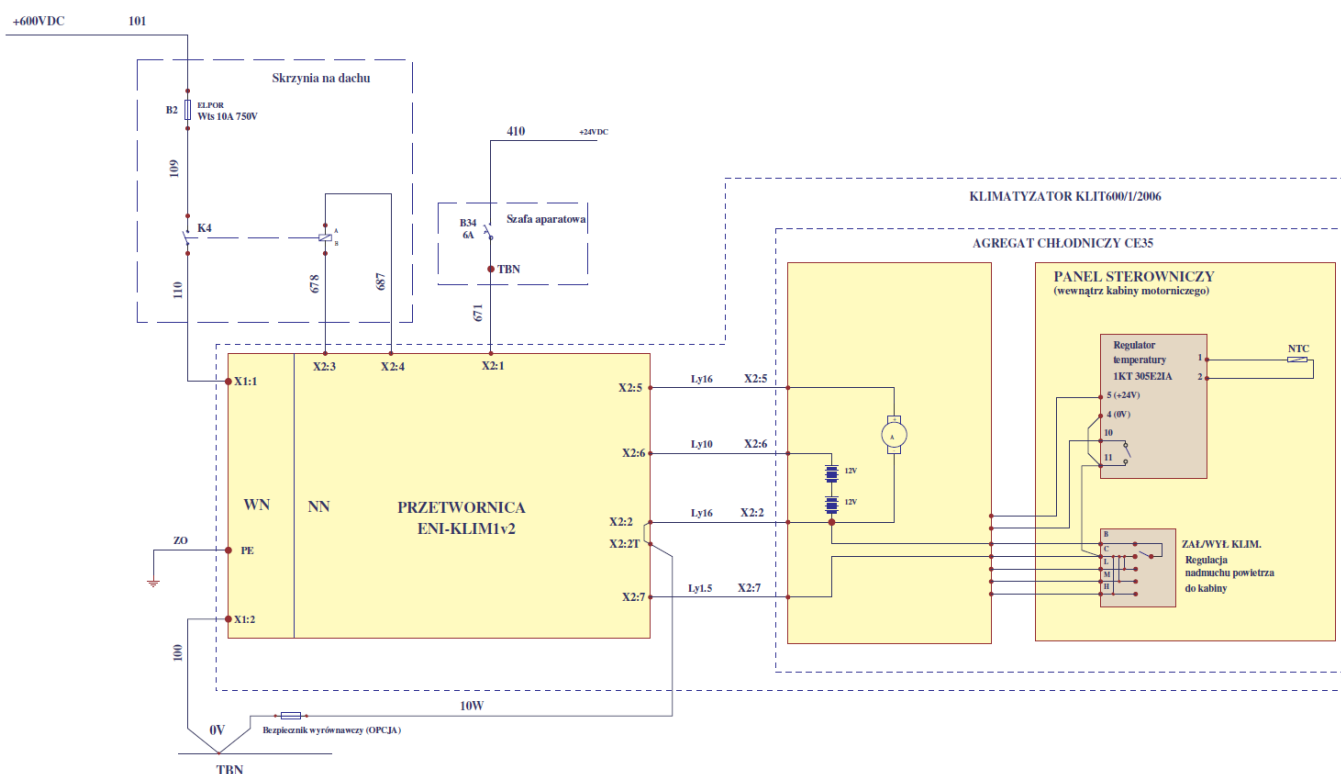 +600VDC 101
Skrzynia na dachu
B2
ELPOR
Wts 10A 750V
109
K4
A
B
110
678
687
410 +24VDC
B34
6A
Szafa aparatowa
TBN
671
KLIMATYZATOR KLIT600/1/2006
AGREGAT CHŁODNICZY CE35
PANEL STEROWNICZY
(wewnątrz kabiny motorniczego)
Regulator
temperatury
1KT 305E2IA
1
2
NTC
5 (+24V)
4 (0V)
10
11
X2:3 X2:4 X2:1
X1:1
X2:5 Ly16 X2:5
A
X2:6 Ly10 X2:6
12V
12V
WN NN
PRZETWORNICA
ENI-KLIM1v2
X2:2 Ly16 X2:2
X2:2T
ZO PE
X2:7 Ly1.5 X2:7
B
C
L
M
H
ZAŁ/WYŁ KLIM.
Regulacja
nadmuchu powietrza
do kabiny
X1:2
100
0V
10W
Bezpiecznik wyrównawczy (OPCJA)
TBN